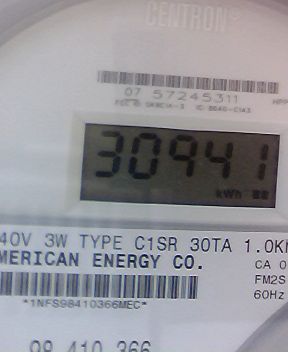 CENTRON®
07 57245311
30941
kWh
40V 3W TYPE C1SR 30TA 1.0K
MERICAN ENERGY CO. CA 0
FM2S
60Hz
*1NFS98410366MEC*
98 410 366